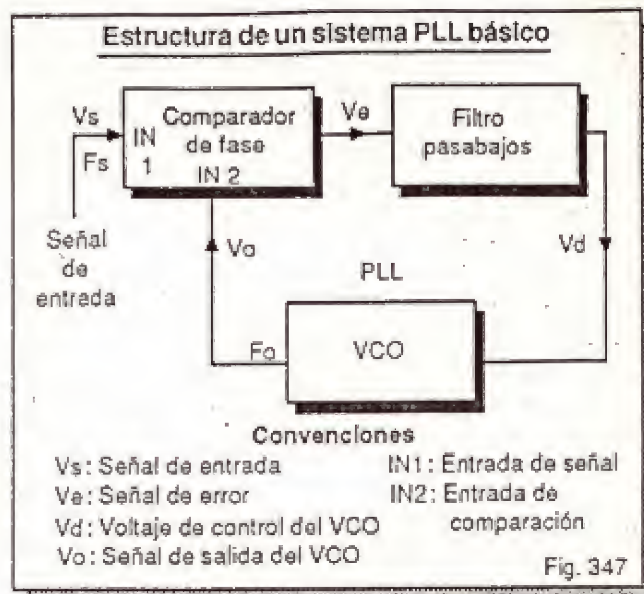 Estructura de un sistema PLL básico
Vs
Fs
IN
1
Comparador
de fase
IN 2
Ve
Filtro
pasabajos
Señal
de
entrada
Vo
PLL
Vd
Fo
VCO
Convenciones
Vs: Señal de entrada
Ve: Señal de error
Vd: Voltaje de control del VCO
Vo: Señal de salida del VCO
IN1: Entrada de señal
IN2: Entrada de
comparación
Fig. 347